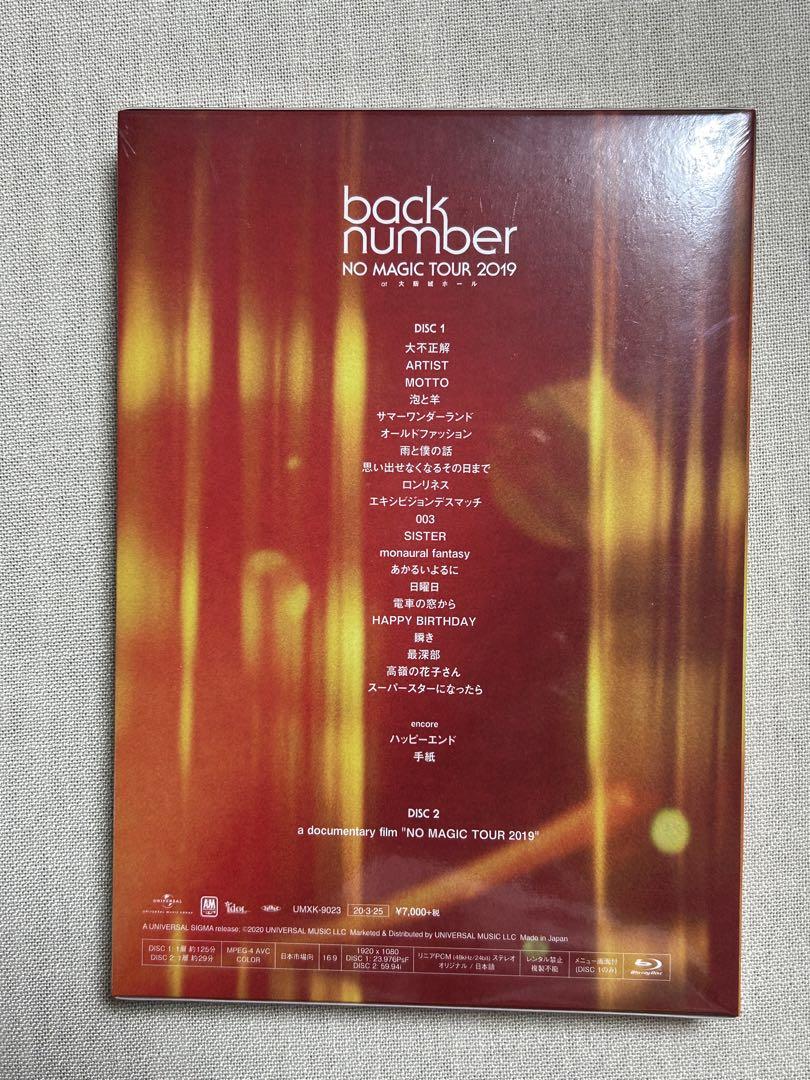 back
number
NO MAGIC TOUR 2019
at 大阪城ホール
DISC 1
大不正解
ARTIST
MOTTO
泡と羊
サマーワンダーランド
オールドファッション
雨と僕の話
思い出せなくなるその日まで
ロンリネス
エキシビジョンデスマッチ
003
SISTER
monaural fantasy
あかるいよるに
日曜日
電車の窓から
HAPPY BIRTHDAY
瞬き
最深部
高嶺の花子さん
スーパースターになったら
encore
ハッピーエンド
手紙
DISC 2
a documentary film "NO MAGIC TOUR 2019"
UNIVERSAL
UNIVERSAL MUSIC GROUP
A&M
UMXK-9023
20・3・25
¥7,000+税
A UNIVERSAL SIGMA release; ©2020 UNIVERSAL MUSIC LLC Marketed & Distributed by UNIVERSAL MUSIC LLC Made in Japan
DISC 1: 1層 約125分
DISC 2: 1層 約29分
MPEG-4 AVC
COLOR
日本市場向
16:9
1920 x 1080
DISC 1: 23.976PsF
DISC 2: 59.94i
リニアPCM (48kHz/24bit) ステレオ
オリジナル / 日本語
レンタル禁止
複製不能
メニュー画面付
(DISC 1のみ)
Blu-ray Disc